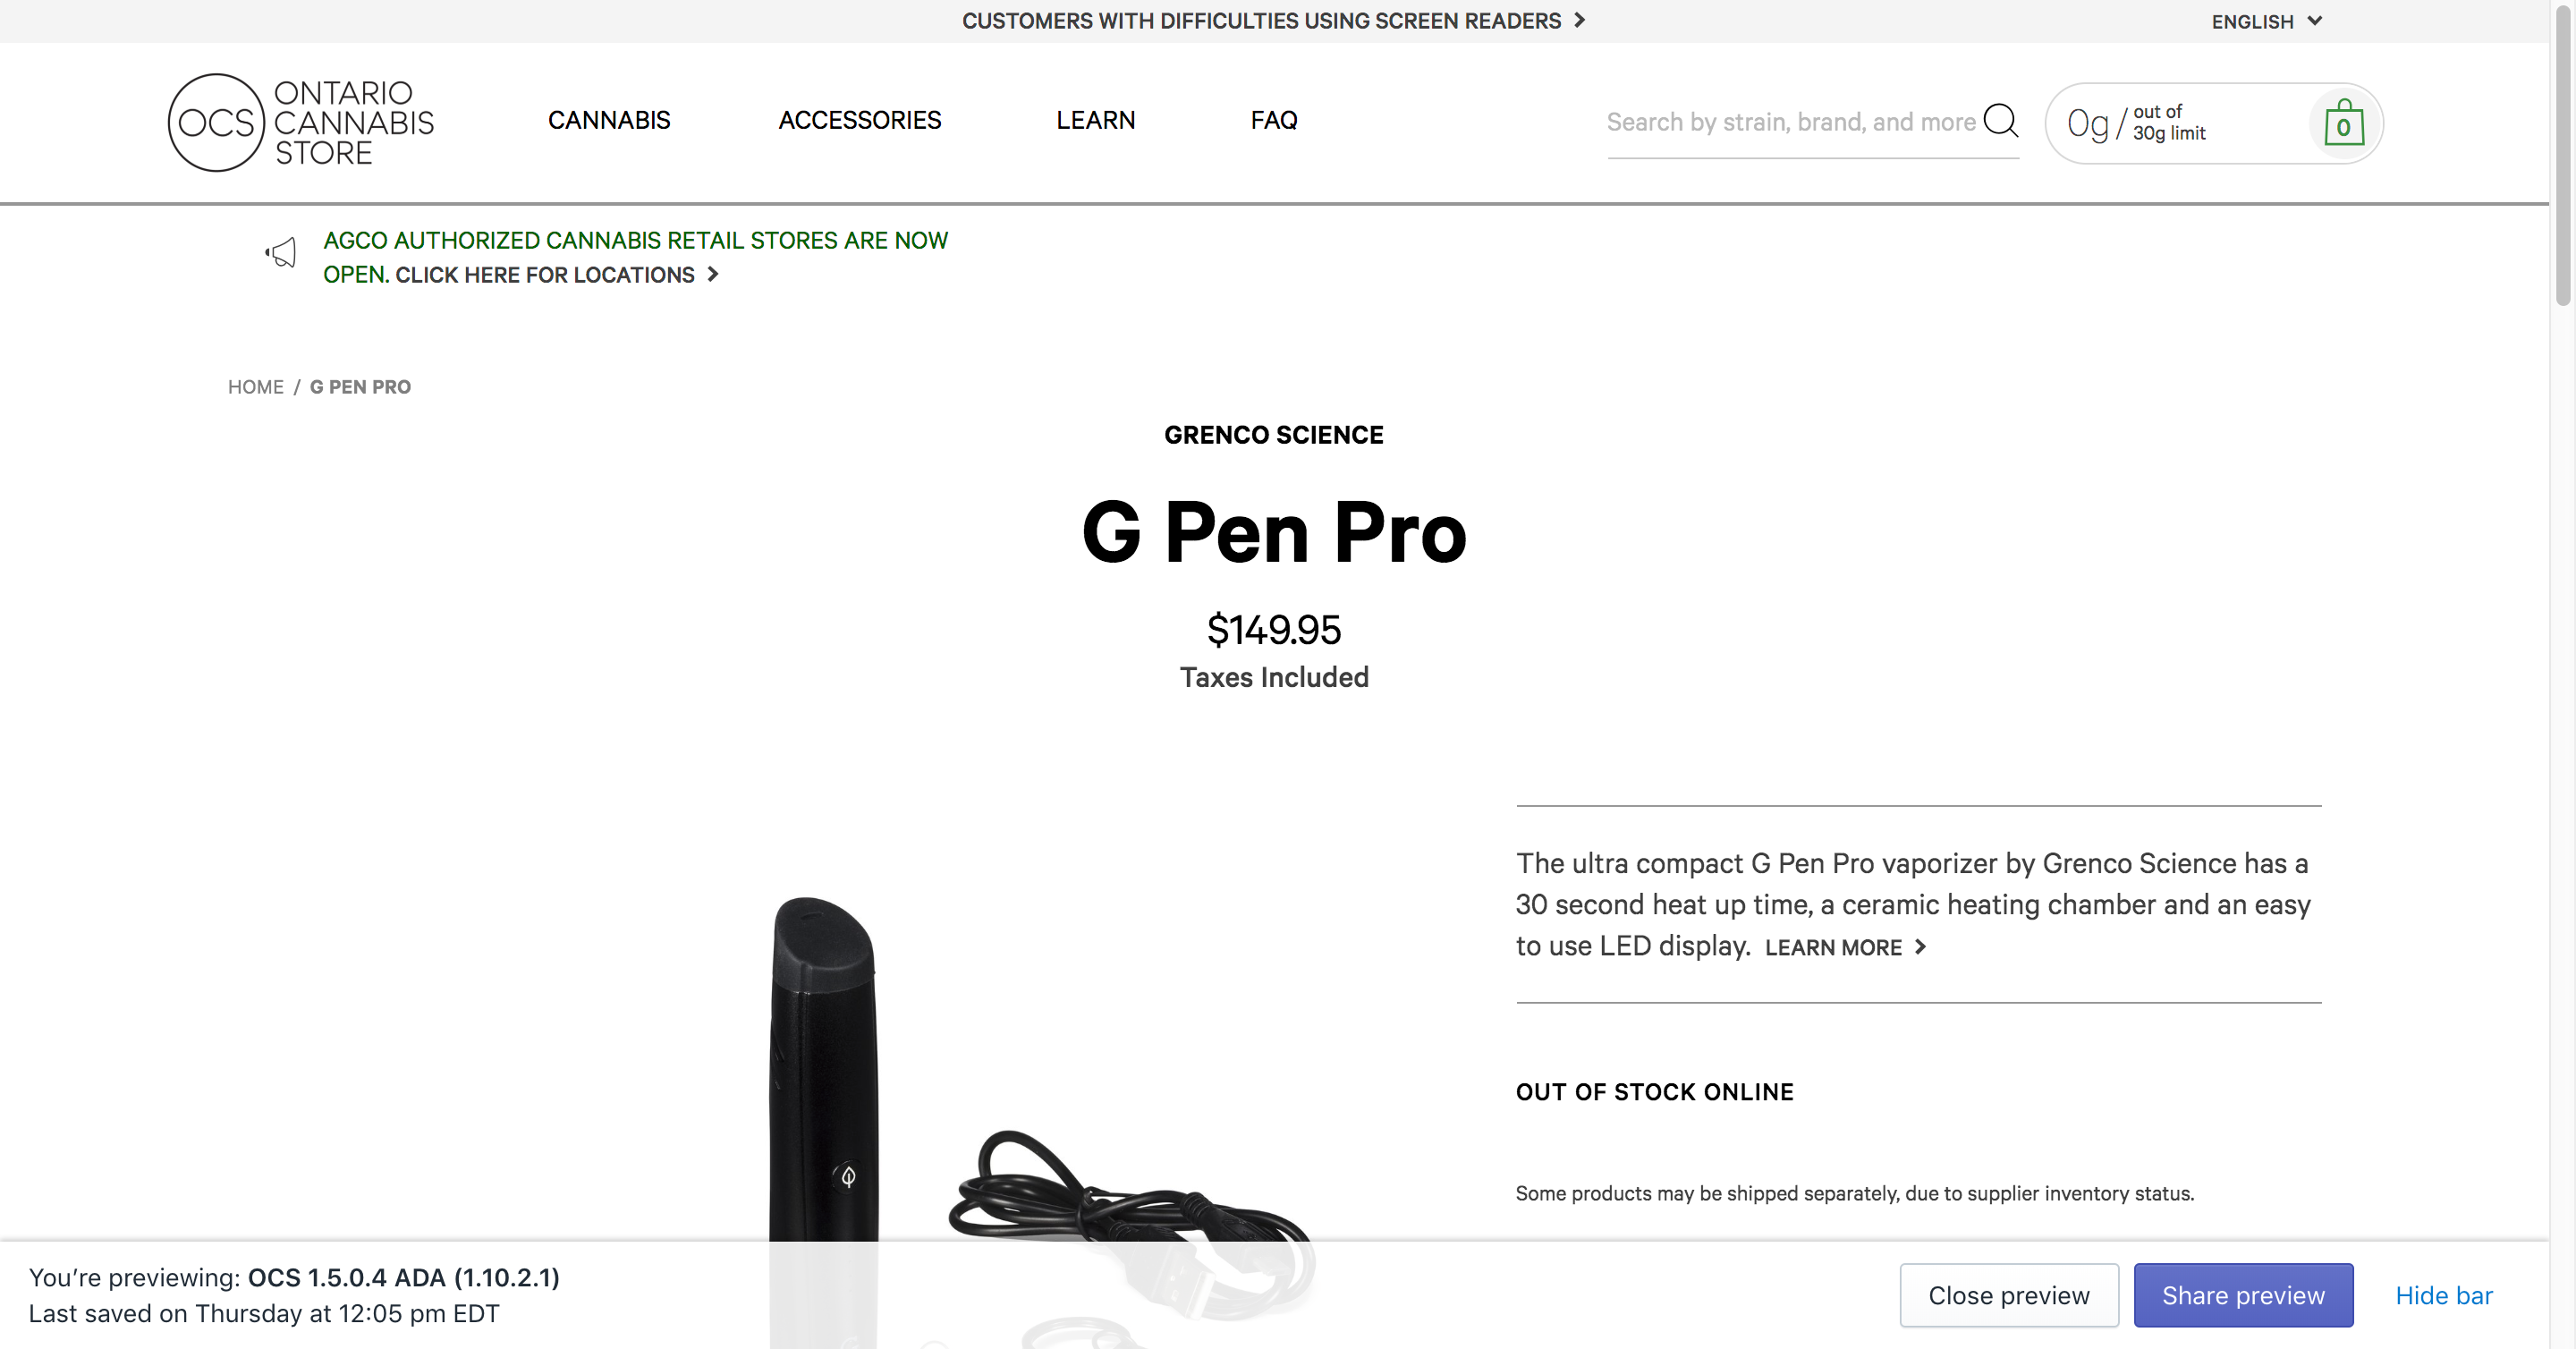 CUSTOMERS WITH DIFFICULTIES USING SCREEN READERS
ENGLISH
OCS
ONTARIO
CANNABIS
STORE
CANNABIS
ACCESSORIES
LEARN
FAQ
Search by strain, brand, and more
0g / out of
30g limit
0
AGCO AUTHORIZED CANNABIS RETAIL STORES ARE NOW
OPEN. CLICK HERE FOR LOCATIONS
HOME / G PEN PRO
GRENCO SCIENCE
G Pen Pro
$149.95
Taxes Included
The ultra compact G Pen Pro vaporizer by Grenco Science has a
30 second heat up time, a ceramic heating chamber and an easy
to use LED display. LEARN MORE
OUT OF STOCK ONLINE
Some products may be shipped separately, due to supplier inventory status.
You’re previewing: OCS 1.5.0.4 ADA (1.10.2.1)
Last saved on Thursday at 12:05 pm EDT
Close preview
Share preview
Hide bar